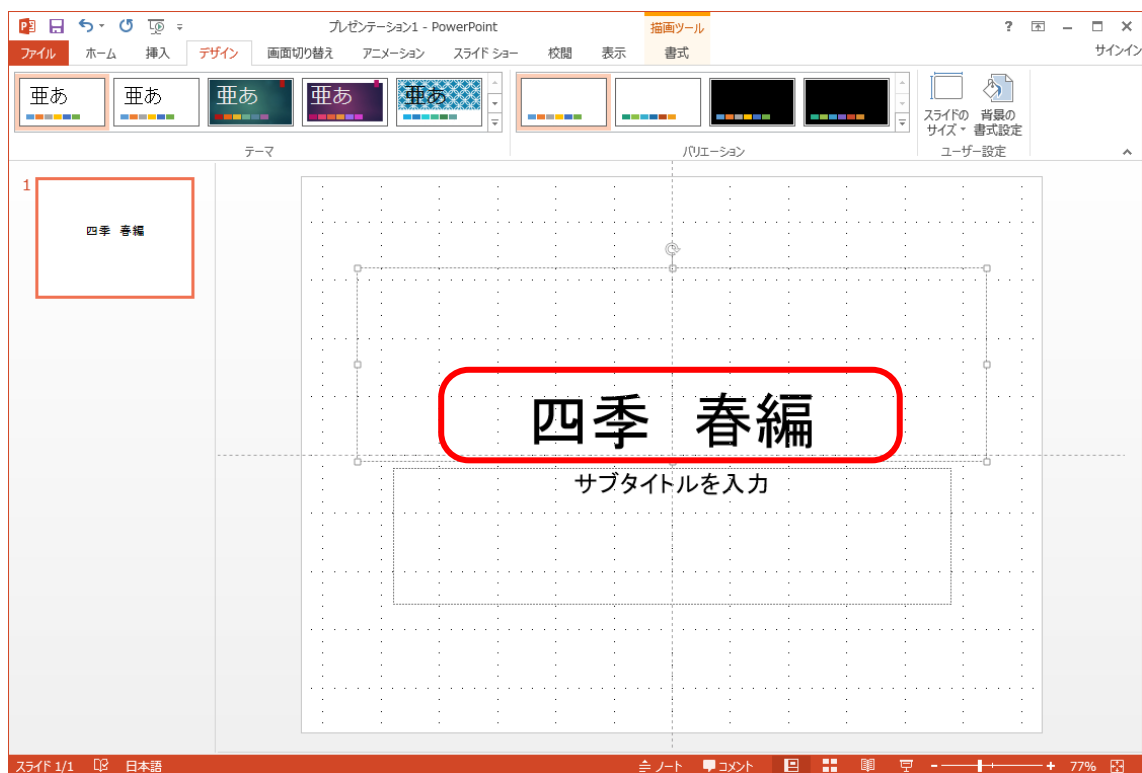 プレゼンテーション1 - PowerPoint
描画ツール
?
ファイル ホーム 挿入 デザイン 画面切り替え アニメーション スライド ショー 校閲 表示 書式 サインイン
亜あ 亜あ 亜あ 亜あ 亜あ
スライドの サイズ
背景の 書式設定
テーマ バリエーション ユーザー設定
1
四季 春編
四季 春編
サブタイトルを入力
スライド 1/1 日本語 ノート コメント - + 77%